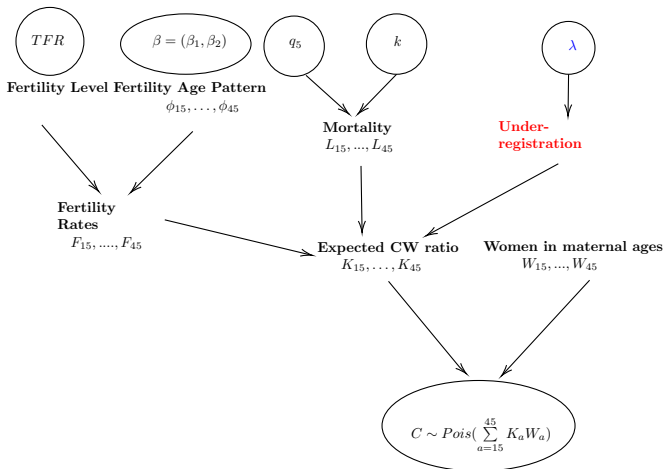 TFR
β = (β₁, β₂)
q₅
k
λ
Fertility Level
Fertility Age Pattern
ϕ₁₅, . . . , ϕ₄₅
Mortality
L₁₅, ..., L₄₅
Under-
registration
Fertility
Rates
F₁₅, ...., F₄₅
Expected CW ratio
K₁₅, . . . , K₄₅
Women in maternal ages
W₁₅, ..., W₄₅
C ∼ Pois(∑_{a=15}^{45} KₐWₐ)